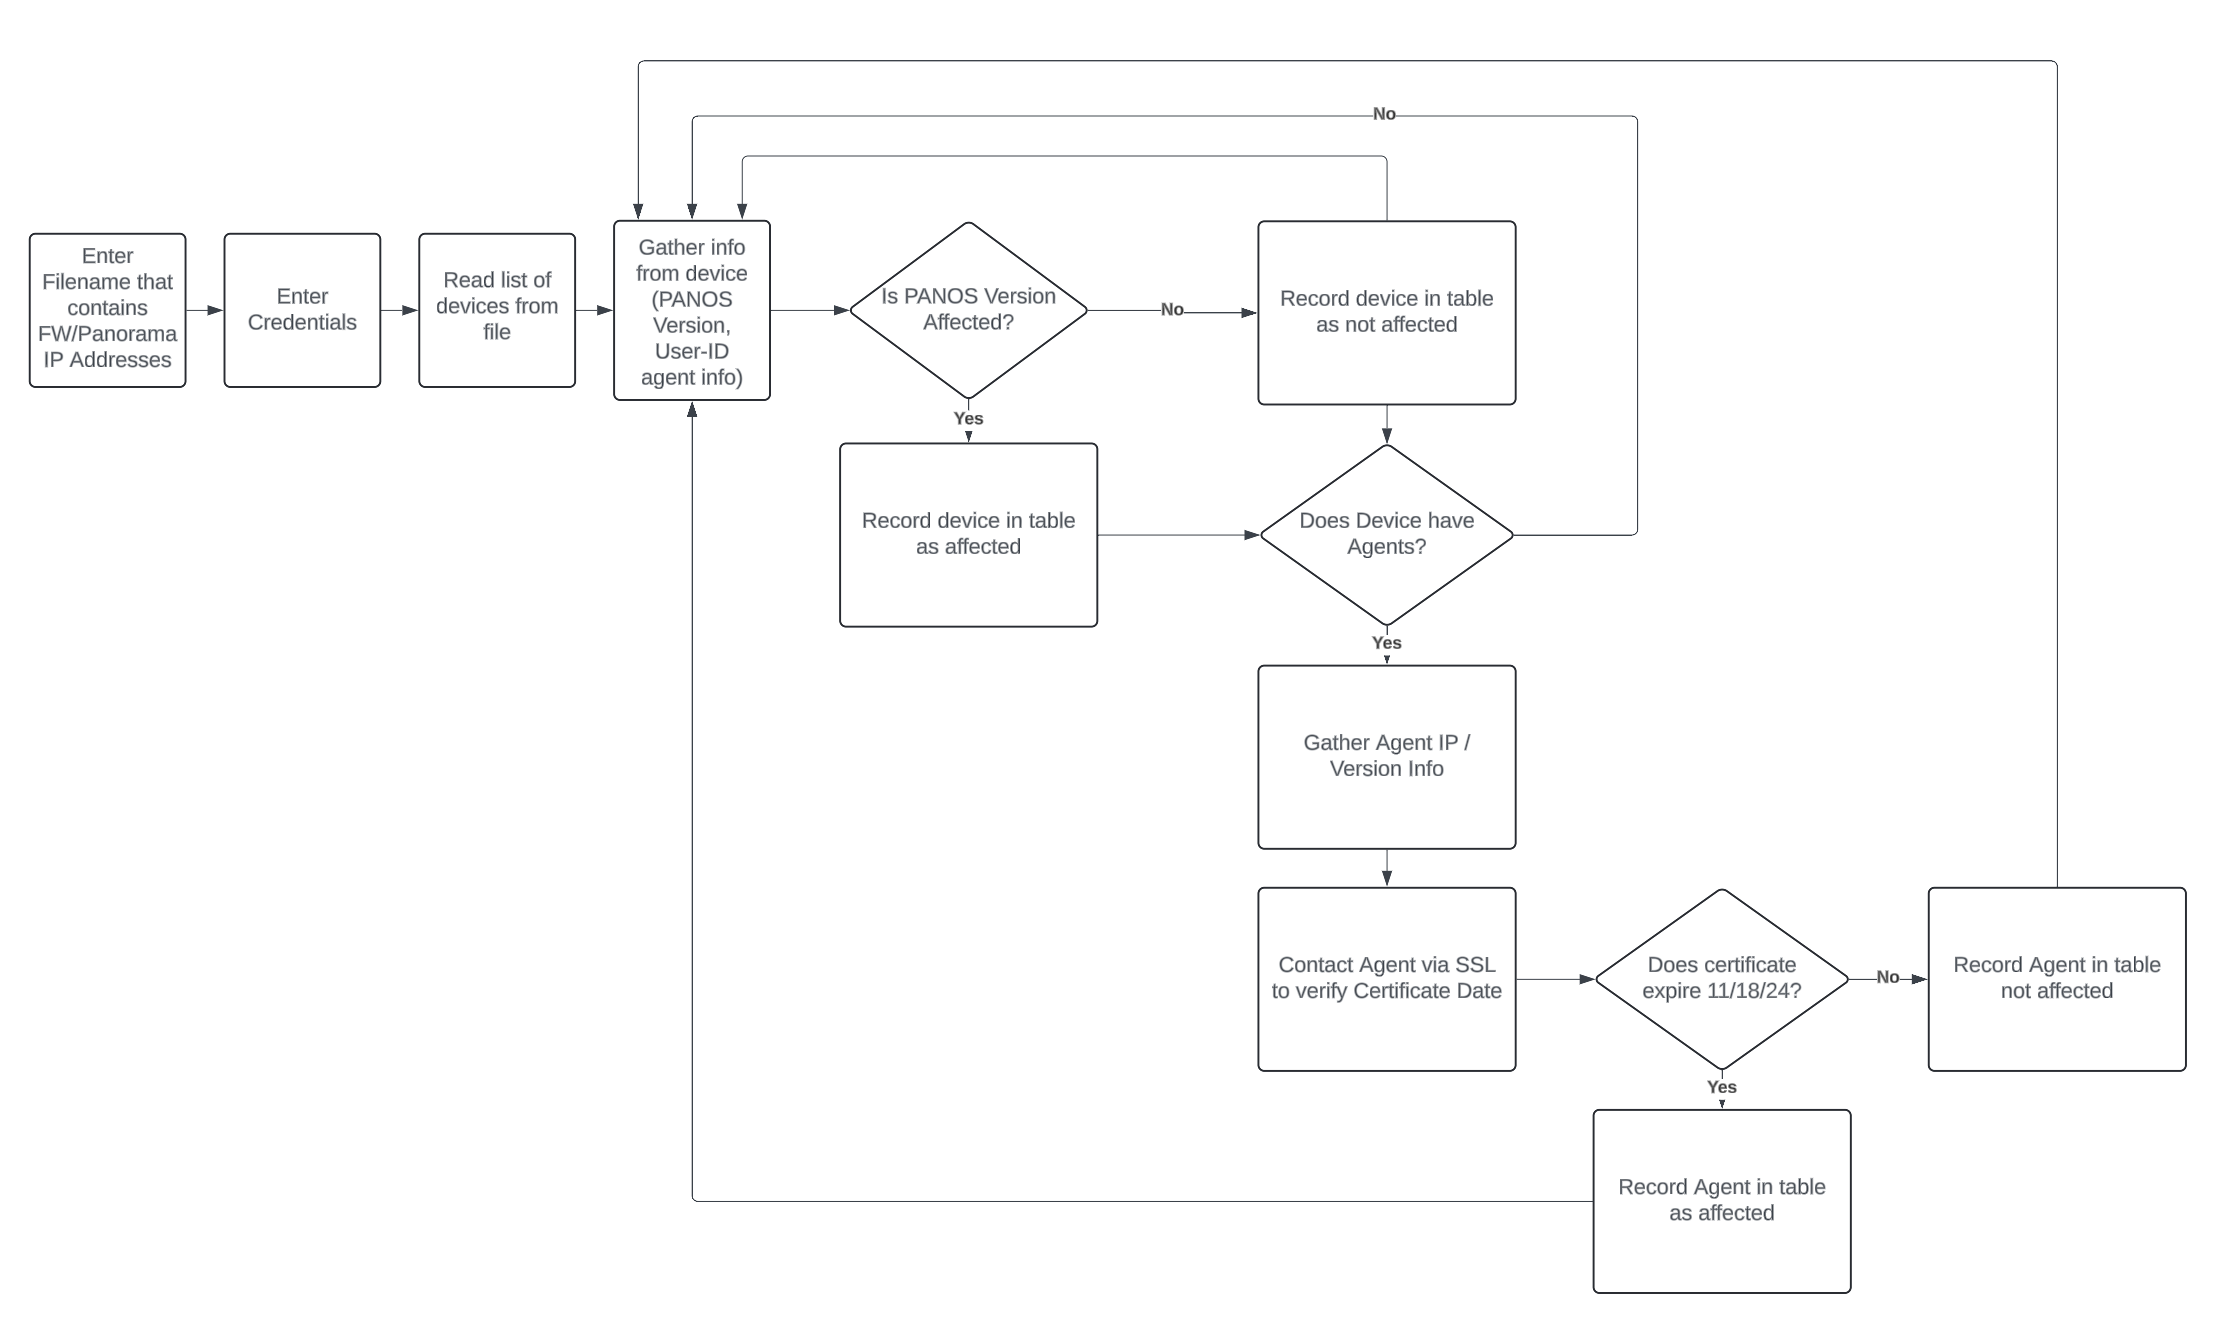 No
Enter
Filename that
contains
FW/Panorama
IP Addresses
Enter
Credentials
Read list of
devices from
file
Gather info
from device
(PANOS
Version,
User-ID
agent info)
Is PANOS Version
Affected?
No
Record device in table
as not affected
Yes
Record device in table
as affected
Does Device have
Agents?
Yes
Gather Agent IP /
Version Info
Contact Agent via SSL
to verify Certificate Date
Does certificate
expire 11/18/24?
No
Record Agent in table
not affected
Yes
Record Agent in table
as affected